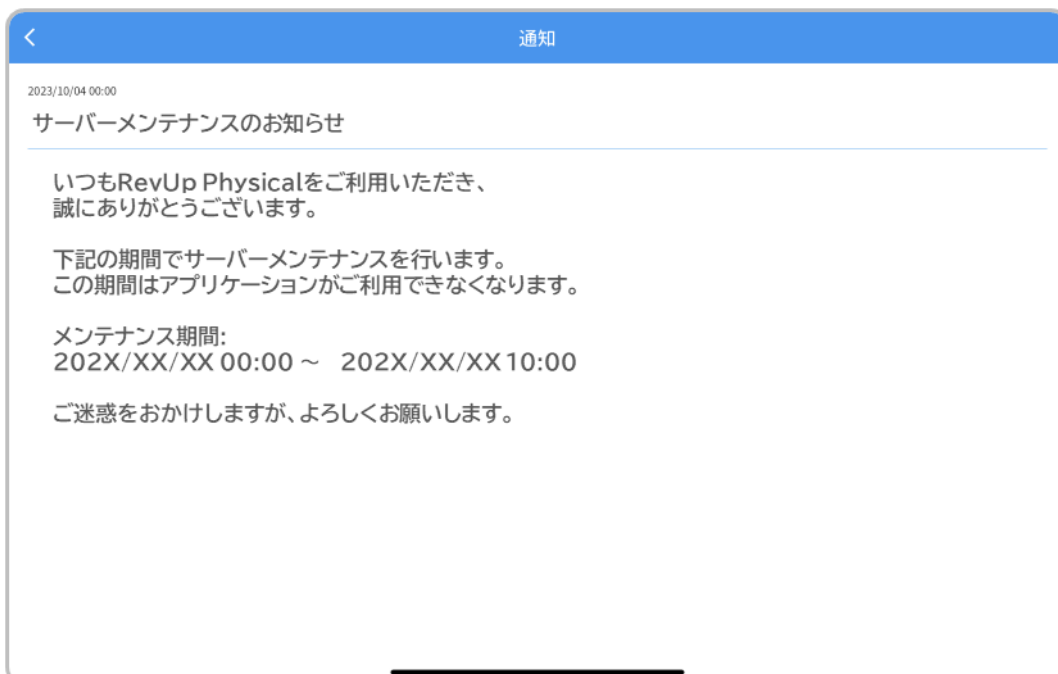 通知
2023/10/04 00:00
サーバーメンテナンスのお知らせ
いつもRevUp Physicalをご利用いただき、
誠にありがとうございます。
下記の期間でサーバーメンテナンスを行います。
この期間はアプリケーションがご利用できなくなります。
メンテナンス期間:
202X/XX/XX 00:00 ～ 202X/XX/XX 10:00
ご迷惑をおかけしますが、よろしくお願いします。